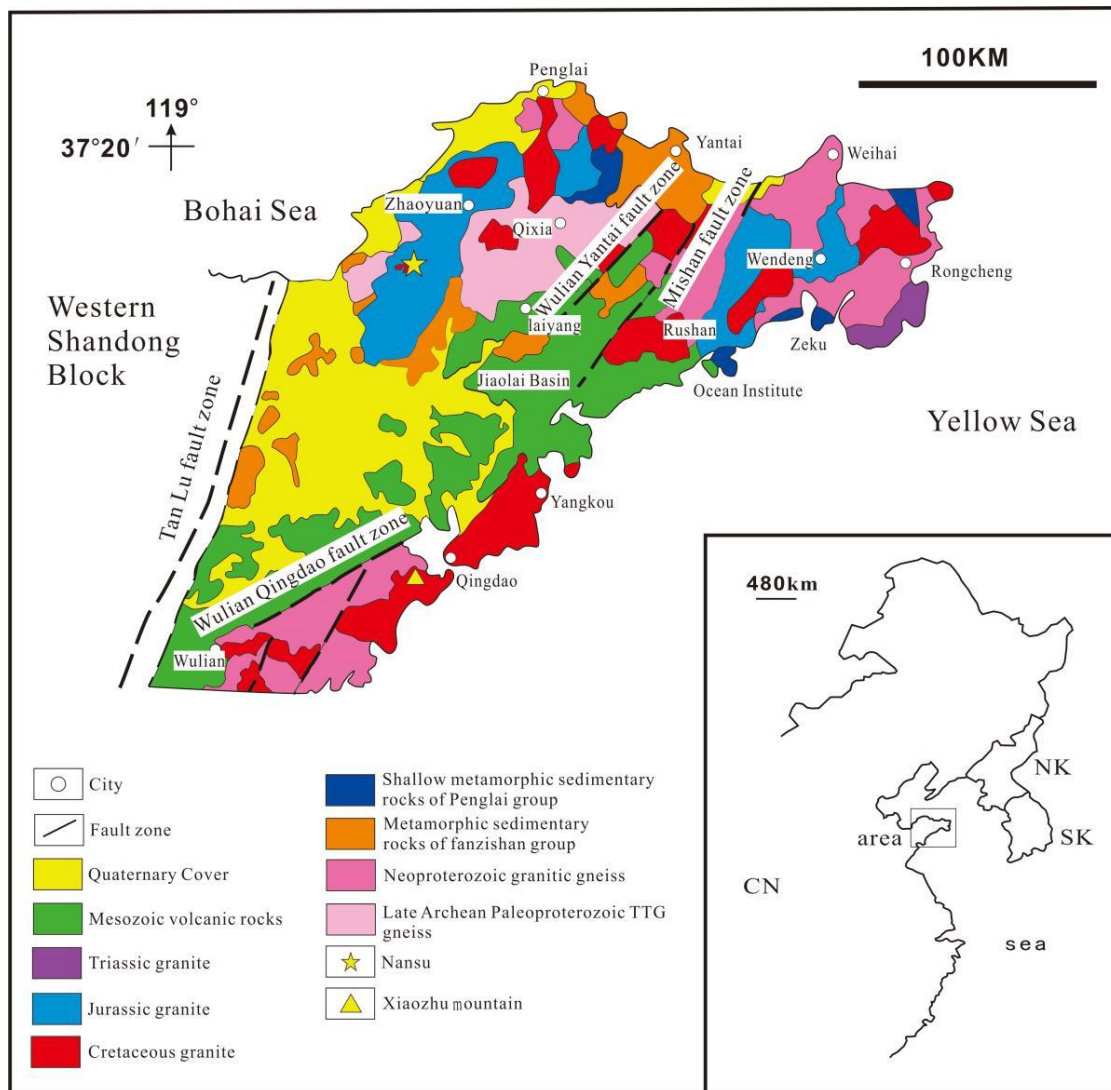 100KM
119°
37°20′
Penglai
Yantai
Weihai
Bohai Sea
Zhaoyuan
Qixia
Wulian Yantai fault zone
Mishan fault zone
Wendeng
Rongcheng
Western
Shandong
Block
laiyang
Rushan
Zeku
Jiaolai Basin
Ocean Institute
Yellow Sea
Tan Lu fault zone
Yangkou
Wulian Qingdao fault zone
Qingdao
Wulian
480km
NK
area
SK
CN
sea
City
Fault zone
Quaternary Cover
Mesozoic volcanic rocks
Triassic granite
Jurassic granite
Cretaceous granite
Shallow metamorphic sedimentary
rocks of Penglai group
Metamorphic sedimentary
rocks of fanzishan group
Neoproterozoic granitic gneiss
Late Archean Paleoproterozoic TTG
gneiss
Nansu
Xiaozhu mountain